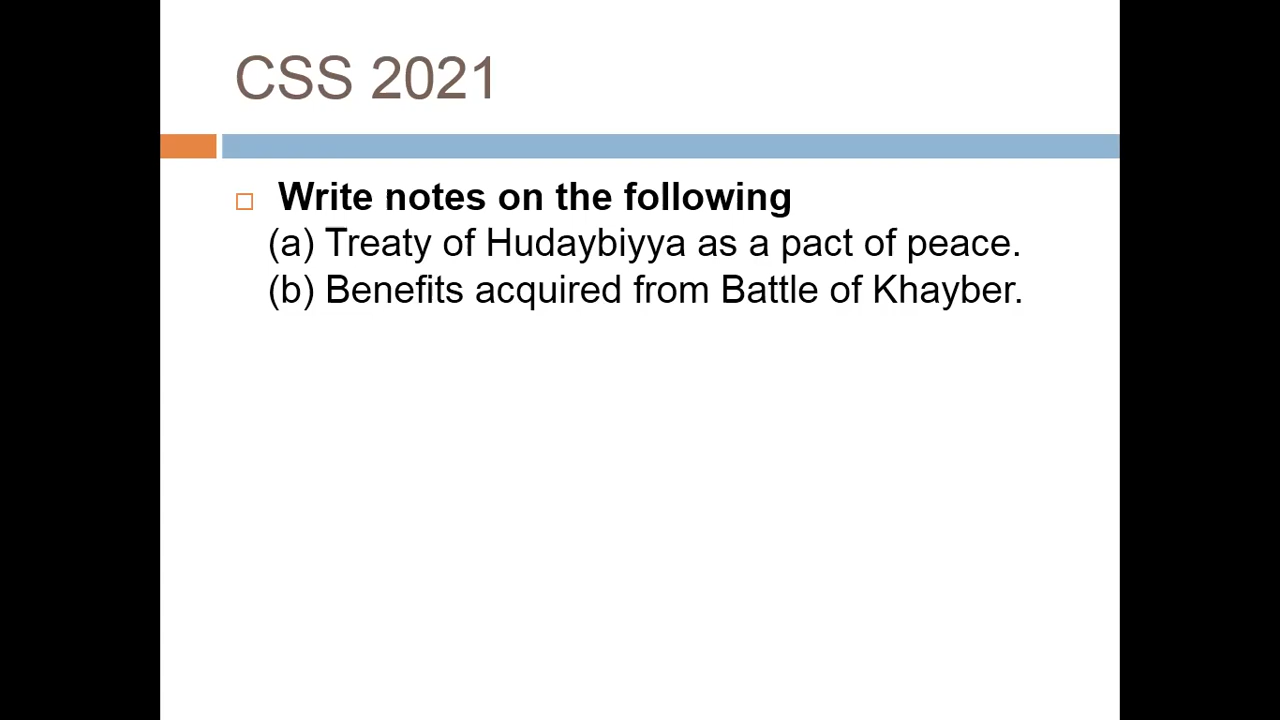 CSS 2021
Write notes on the following
(a) Treaty of Hudaybiyya as a pact of peace.
(b) Benefits acquired from Battle of Khayber.